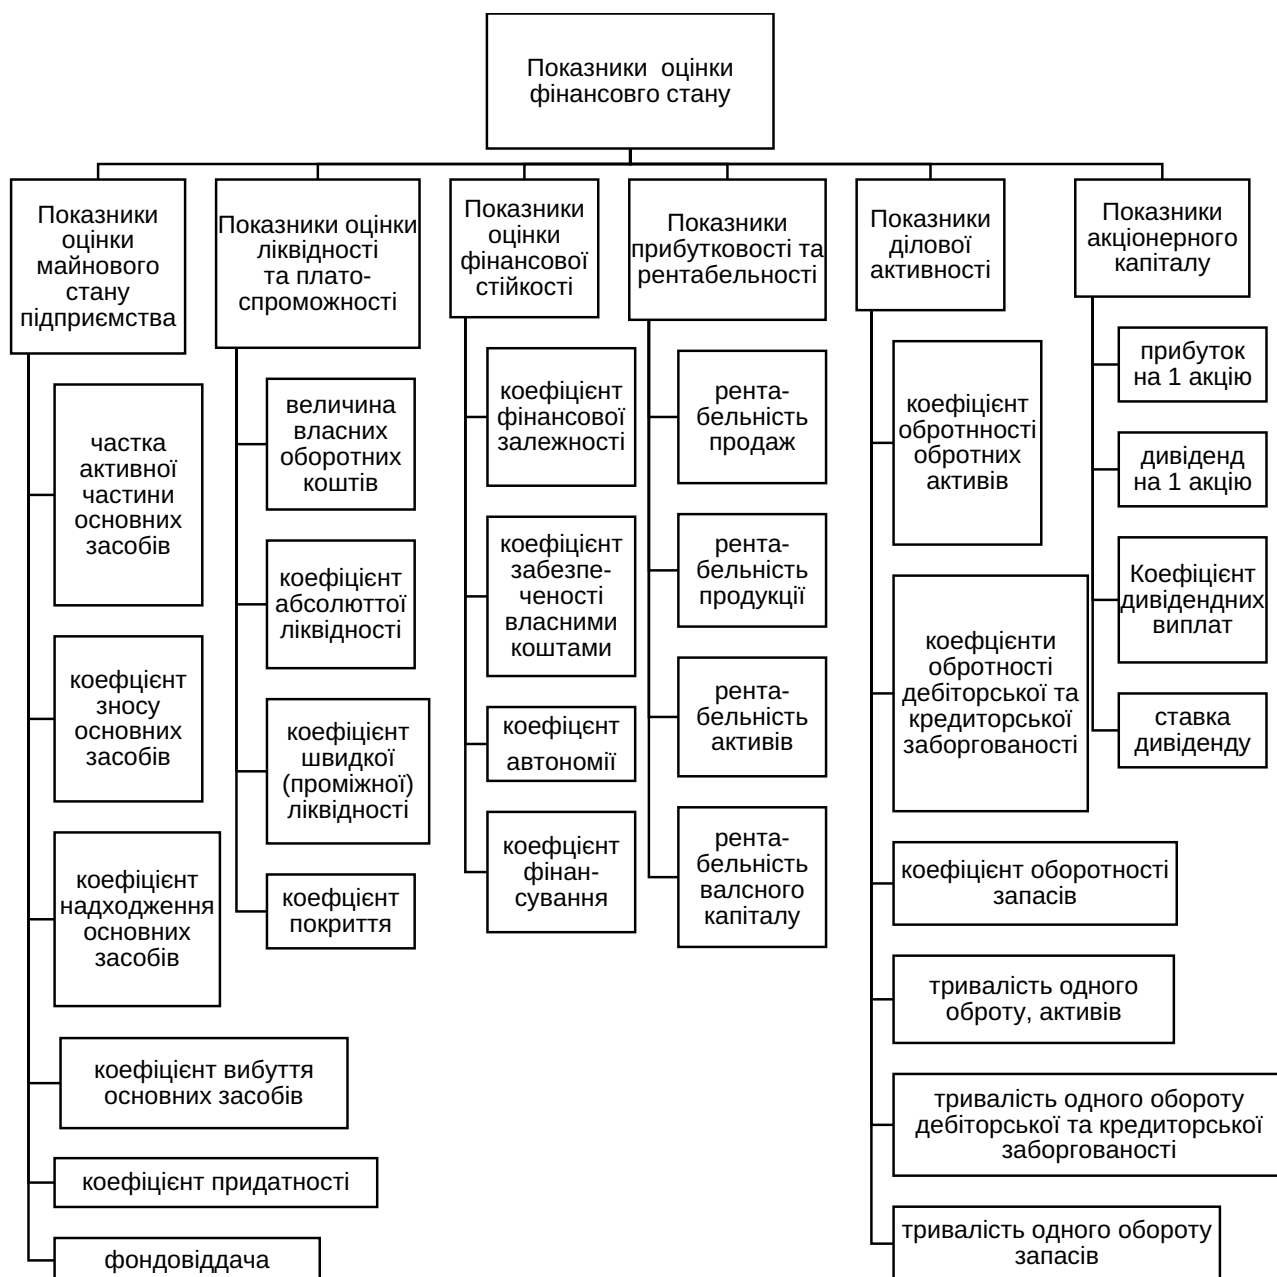 Показники оцінки
фінансовго стану
Показники
оцінки
майнового
стану
підприємства
частка
активної
частини
основних
засобів
коефцієнт
зносу
основних
засобів
коефіцієнт
надходження
основних
засобів
коефіцієнт вибуття
основних засобів
коефіцієнт придатності
фондовіддача
Показники оцінки
ліквідності
та плато-
спроможності
величина
власних
оборотних
коштів
коефіцієнт
абсолюттої
ліквідності
коефіцієнт
швидкої
(проміжної)
ліквідності
коефцієнт
покриття
Показники
оцінки
фінансової
стійкості
коефіцієнт
фінансової
залежності
коефіцієнт
забезпе-
ченості
власними
коштами
коефіцєнт
автономії
коефцієнт
фінан-
сування
Показники
прибутковості та
рентабельності
рента-
бельність
продаж
рента-
бельність
продукції
рента-
бельність
активів
рента-
бельність
валсного
капіталу
Показники
ділової
активності
коефіцієнт
обротнності
обротних
активів
коефцієнти
обротності
дебіторської та
кредиторської
заборгованості
коефіцієнт оборотності
запасів
тривалість одного
оброту, активів
тривалість одного обороту
дебіторської та кредиторської
заборгованості
тривалість одного обороту
запасів
Показники
акціонерного
капіталу
прибуток
на 1 акцію
дивіденд
на 1 акцію
Коефіцієнт
дивідендних
виплат
ставка
дивіденду